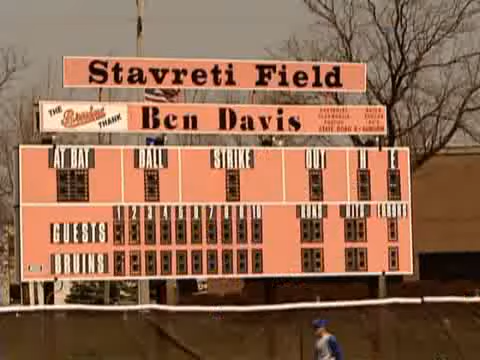 Stavreti Field
THE Bruins THANK Ben Davis
AT BAT BALL STRIKE OUT H E
1 2 3 4 5 6 7 8 9 10 RUNS HITS ERRORS
GUESTS
BRUINS